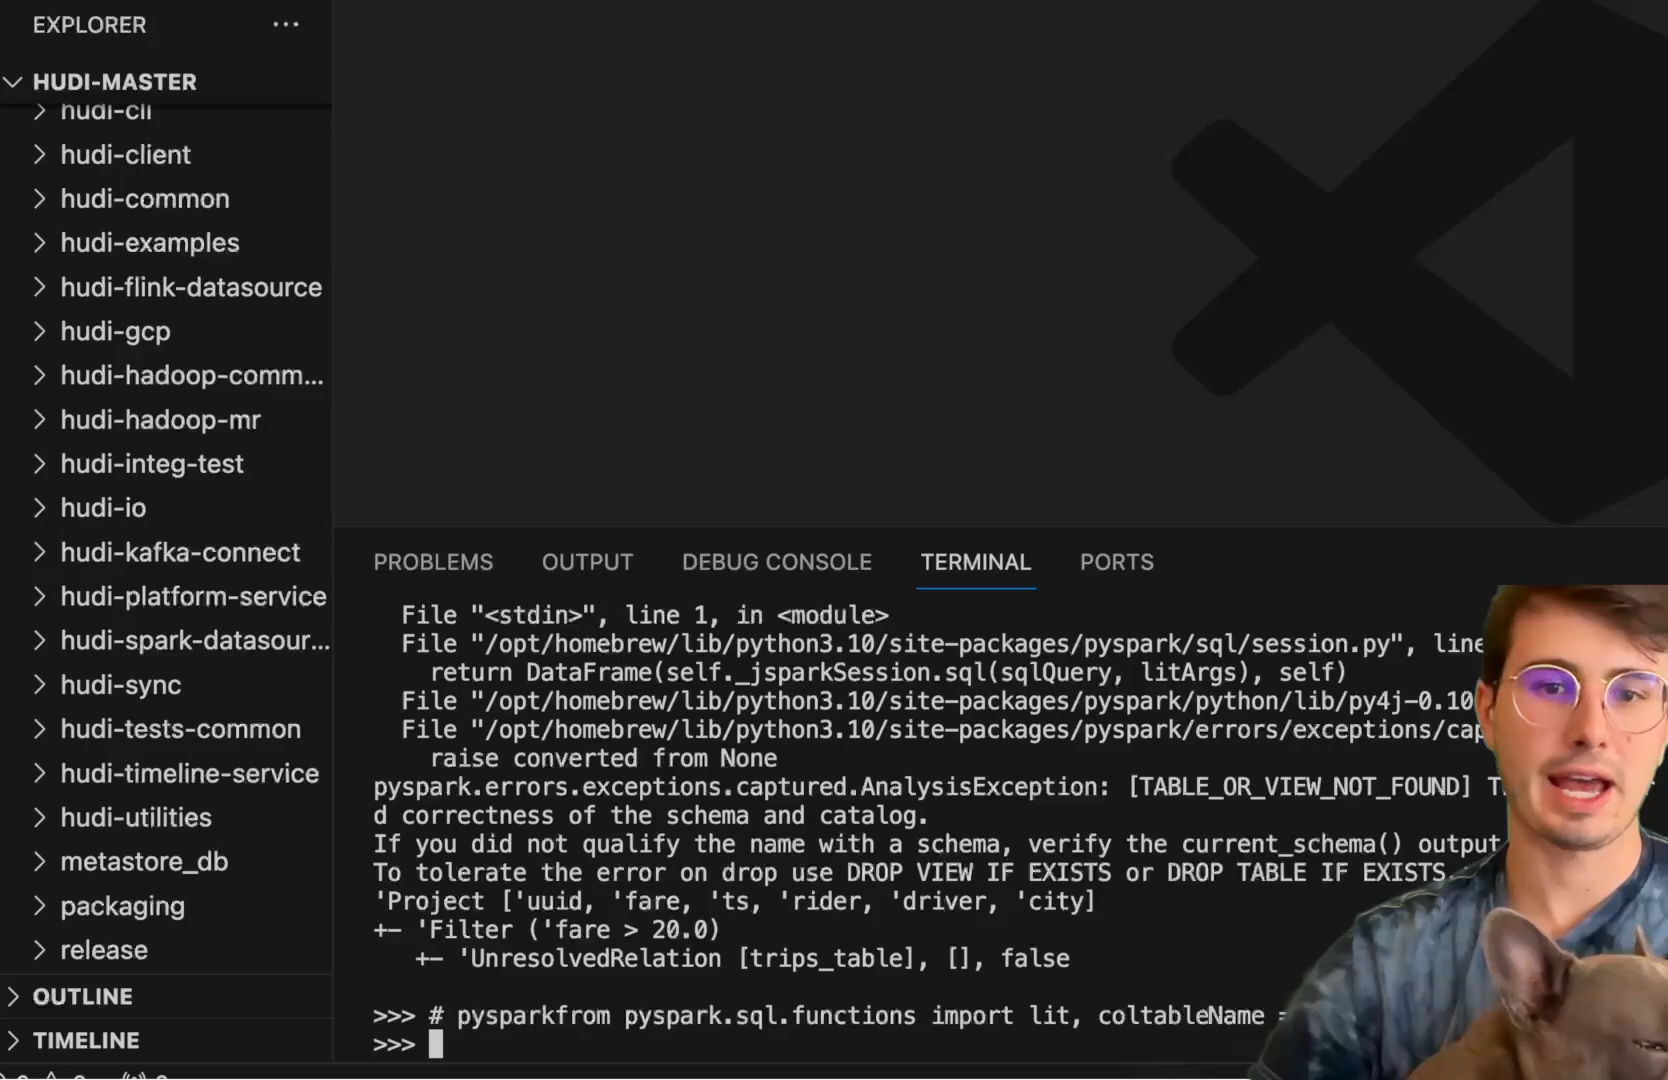 EXPLORER ...
HUDI-MASTER
hudi-cli
hudi-client
hudi-common
hudi-examples
hudi-flink-datasource
hudi-gcp
hudi-hadoop-comm...
hudi-hadoop-mr
hudi-integ-test
hudi-io
hudi-kafka-connect
hudi-platform-service
hudi-spark-datasour...
hudi-sync
hudi-tests-common
hudi-timeline-service
hudi-utilities
metastore_db
packaging
release
OUTLINE
TIMELINE
PROBLEMS OUTPUT DEBUG CONSOLE TERMINAL PORTS
File "<stdin>", line 1, in <module>
File "/opt/homebrew/lib/python3.10/site-packages/pyspark/sql/session.py", line
return DataFrame(self._jsparkSession.sql(sqlQuery, litArgs), self)
File "/opt/homebrew/lib/python3.10/site-packages/pyspark/python/lib/py4j-0.10
File "/opt/homebrew/lib/python3.10/site-packages/pyspark/errors/exceptions/cap
raise converted from None
pyspark.errors.exceptions.captured.AnalysisException: [TABLE_OR_VIEW_NOT_FOUND] T
d correctness of the schema and catalog.
If you did not qualify the name with a schema, verify the current_schema() output
To tolerate the error on drop use DROP VIEW IF EXISTS or DROP TABLE IF EXISTS.
'Project ['uuid, 'fare, 'ts, 'rider, 'driver, 'city]
+- 'Filter ('fare > 20.0)
+- 'UnresolvedRelation [trips_table], [], false
>>> # pysparkfrom pyspark.sql.functions import lit, coltableName =
>>>